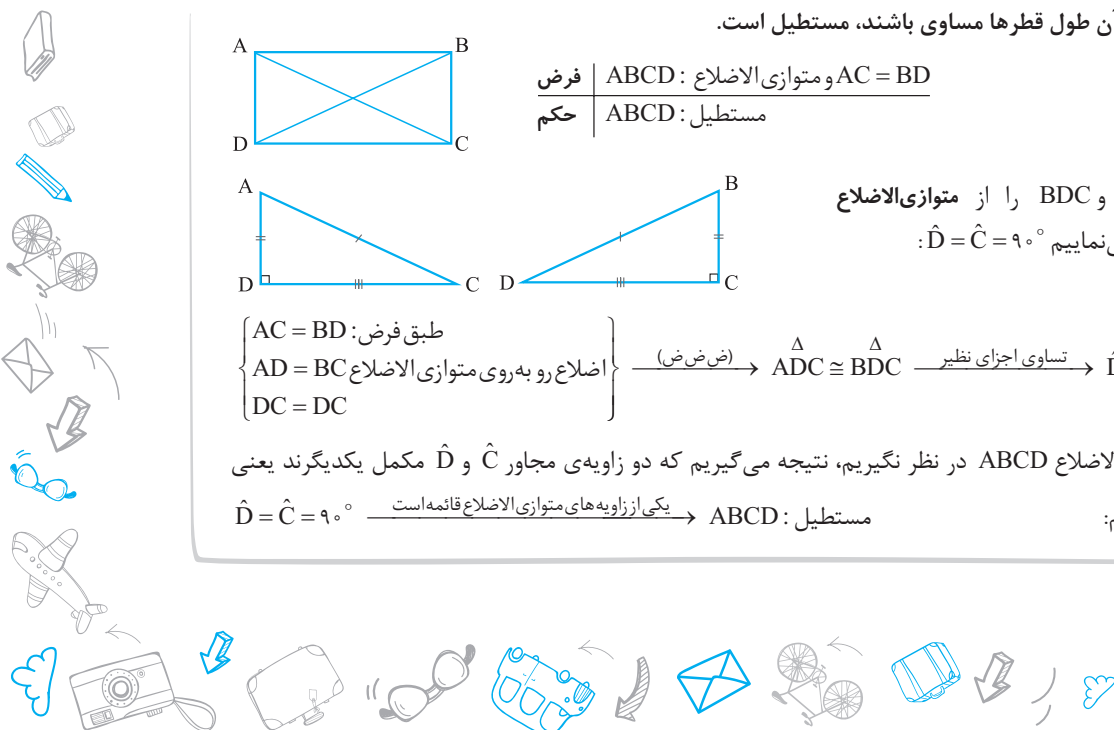 آن طول قطرها مساوی باشند، مستطیل است.
A B
D C
فرض | ABCD : متوازی‌الاضلاع و AC = BD
حکم | ABCD : مستطیل
و BDC را از متوازی‌الاضلاع
نماییم D̂ = Ĉ = ۹۰° :
A D C
B D C
AC = BD : طبق فرض
AD = BC اضلاع رو به روی متوازی الاضلاع
DC = DC
(ض ض ض) → ADC ≅ BDC (Δ Δ) تساوی اجزای نظیر →
الاضلاع ABCD در نظر نگیریم، نتیجه می‌گیریم که دو زاویه‌ی مجاور Ĉ و D̂ مکمل یکدیگرند یعنی
D̂ = Ĉ = ۹۰° یکی از زاویه های متوازی الاضلاع قائمه است → ABCD : مستطیل